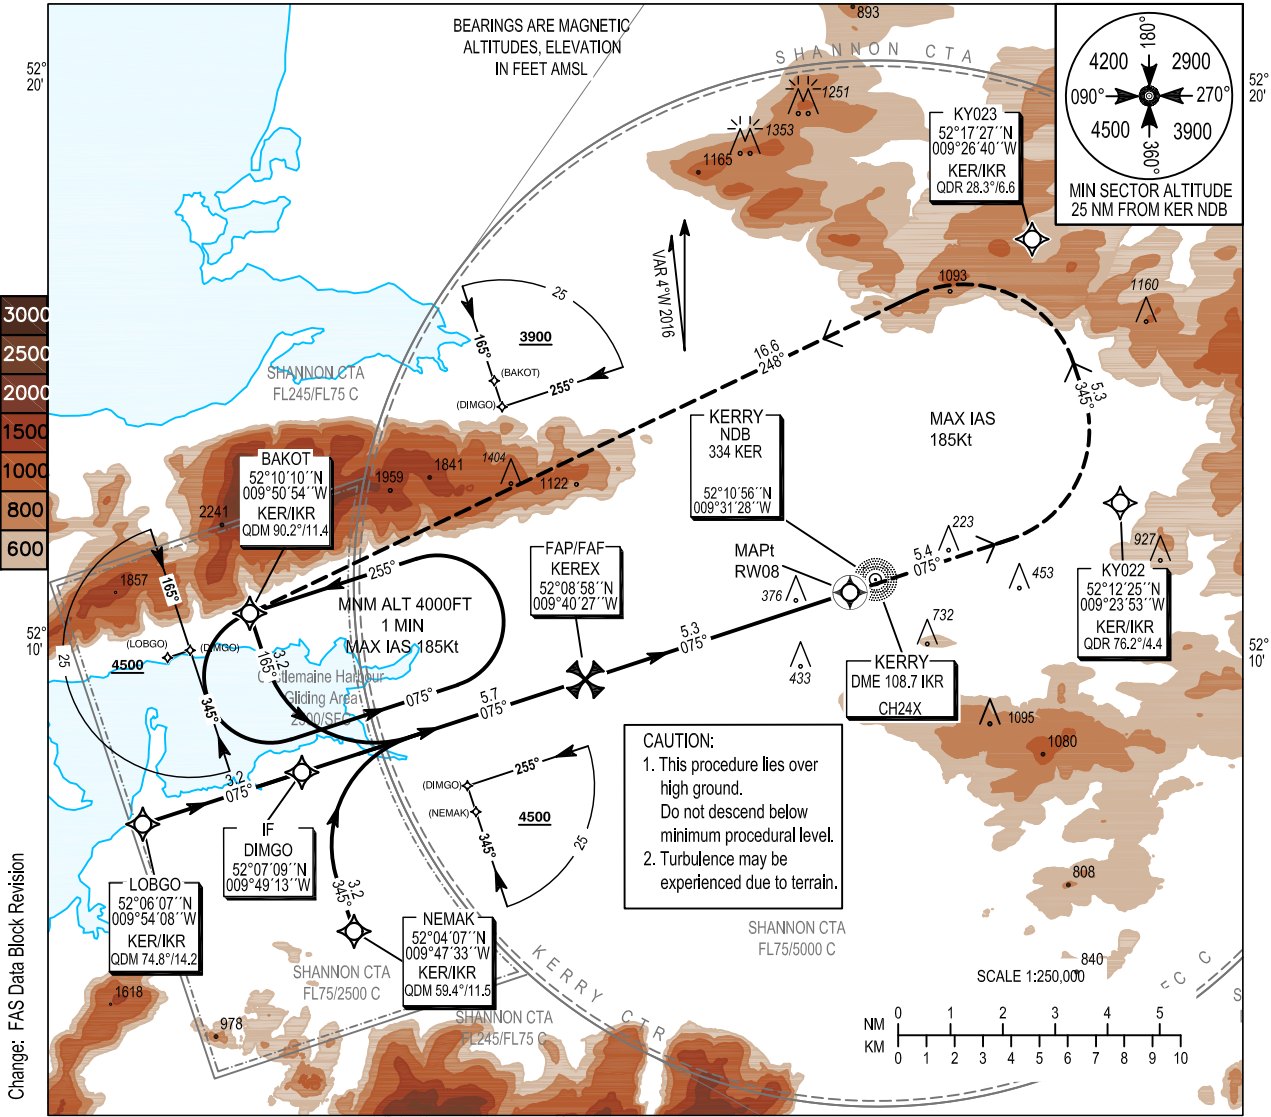 BEARINGS ARE MAGNETIC
ALTITUDES, ELEVATION
IN FEET AMSL
893
SHANNON CTA
52°
20'
52°
20'
180°
4200
2900
090°
270°
4500
3900
360°
MIN SECTOR ALTITUDE
25 NM FROM KER NDB
KY023
52°17´27´´N
009°26´40´´W
KER/IKR
QDR 28.3°/6.6
1251
1353
1165
VAR 4°W 2016
1093
1160
3000
2500
2000
1500
1000
800
600
25
165°
3900
(BAKOT)
255°
(DIMGO)
SHANNON CTA
FL245/FL75 C
16.6
248°
5.3
345°
MAX IAS
185Kt
KERRY
NDB
334 KER
52°10´56´´N
009°31´28´´W
BAKOT
52°10´10´´N
009°50´54´´W
KER/IKR
QDM 90.2°/11.4
1404
1841
1959
1122
2241
1857
223
927
453
5.4
075°
MAPt
RW08
376
FAP/FAF
KEREX
52°08´58´´N
009°40´27´´W
KY022
52°12´25´´N
009°23´53´´W
KER/IKR
QDR 76.2°/4.4
165°
255°
MNM ALT 4000FT
1 MIN
MAX IAS 185Kt
52°
10'
52°
10'
(LOBGO)
(DIMGO)
4500
25
345°
3.2
165°
Castlemaine Harbour
Gliding Area
2500/SFC
075°
5.7
075°
5.3
075°
732
433
KERRY
DME 108.7 IKR
CH24X
1095
1080
CAUTION:
1. This procedure lies over
high ground.
Do not descend below
minimum procedural level.
2. Turbulence may be
experienced due to terrain.
3.2
075°
(DIMGO)
255°
(NEMAK)
4500
345°
25
IF
DIMGO
52°07´09´´N
009°49´13´´W
LOBGO
52°06´07´´N
009°54´08´´W
KER/IKR
QDM 74.8°/14.2
3.2
345°
NEMAK
52°04´07´´N
009°47´33´´W
KER/IKR
QDM 59.4°/11.5
808
840
SHANNON CTA
FL75/5000 C
SHANNON CTA
FL75/2500 C
SHANNON CTA
FL245/FL75 C
KERRY CTR
1618
978
SCALE 1:250,000
NM
0 1 2 3 4 5
KM
0 1 2 3 4 5 6 7 8 9 10
Change: FAS Data Block Revision